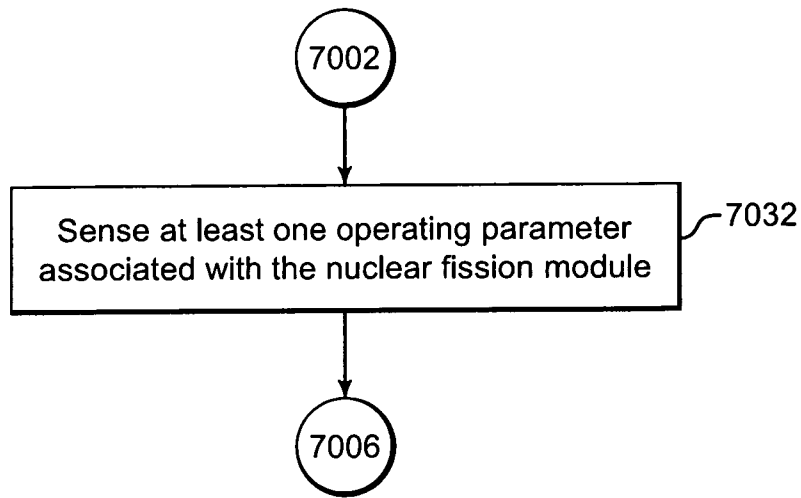 7002
Sense at least one operating parameter
associated with the nuclear fission module
7032
7006